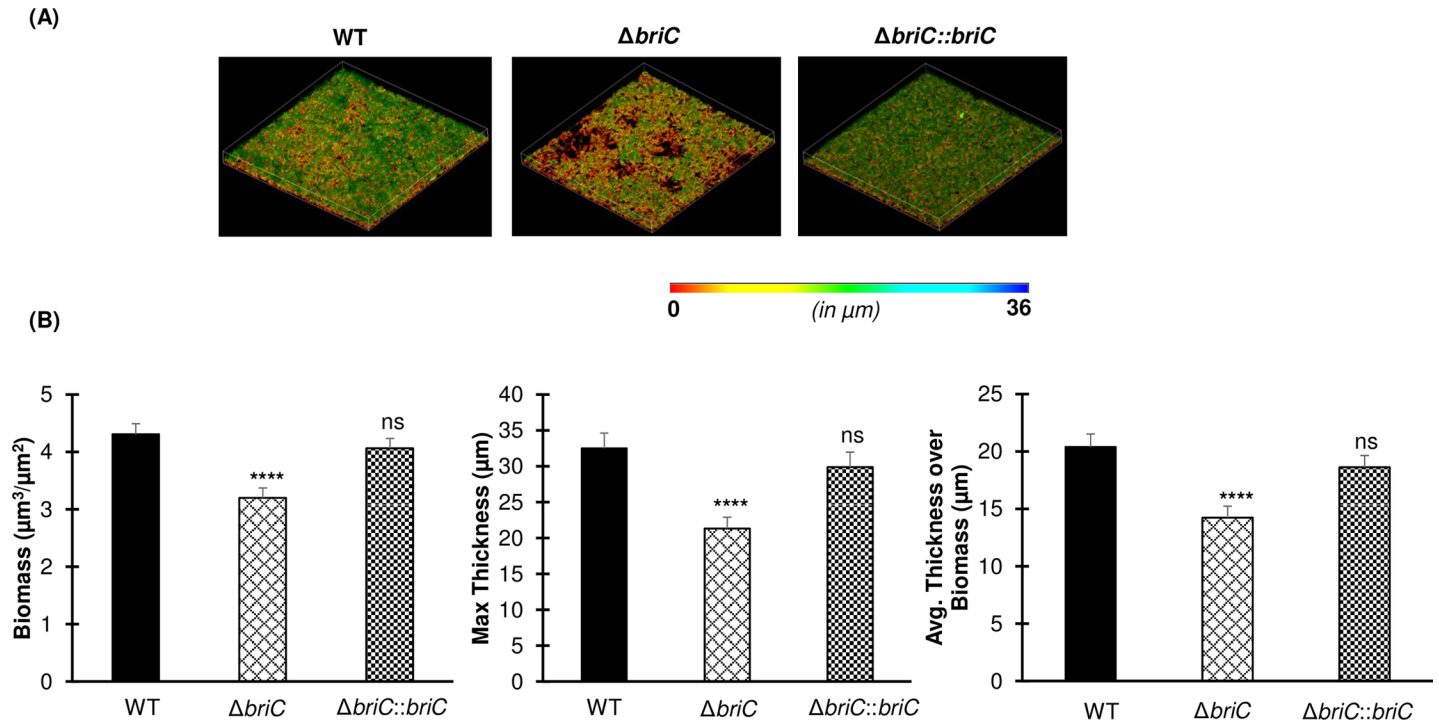 (A)
WT
ΔbriC
ΔbriC::briC
0
(in µm)
36
(B)
Biomass (µm³/µm²)
5
4
3
2
1
0
****
ns
WT
ΔbriC
ΔbriC::briC
Max Thickness (µm)
40
35
30
25
20
15
10
5
0
****
ns
WT
ΔbriC
ΔbriC::briC
Avg. Thickness over
Biomass (µm)
25
20
15
10
5
0
****
ns
WT
ΔbriC
ΔbriC::briC